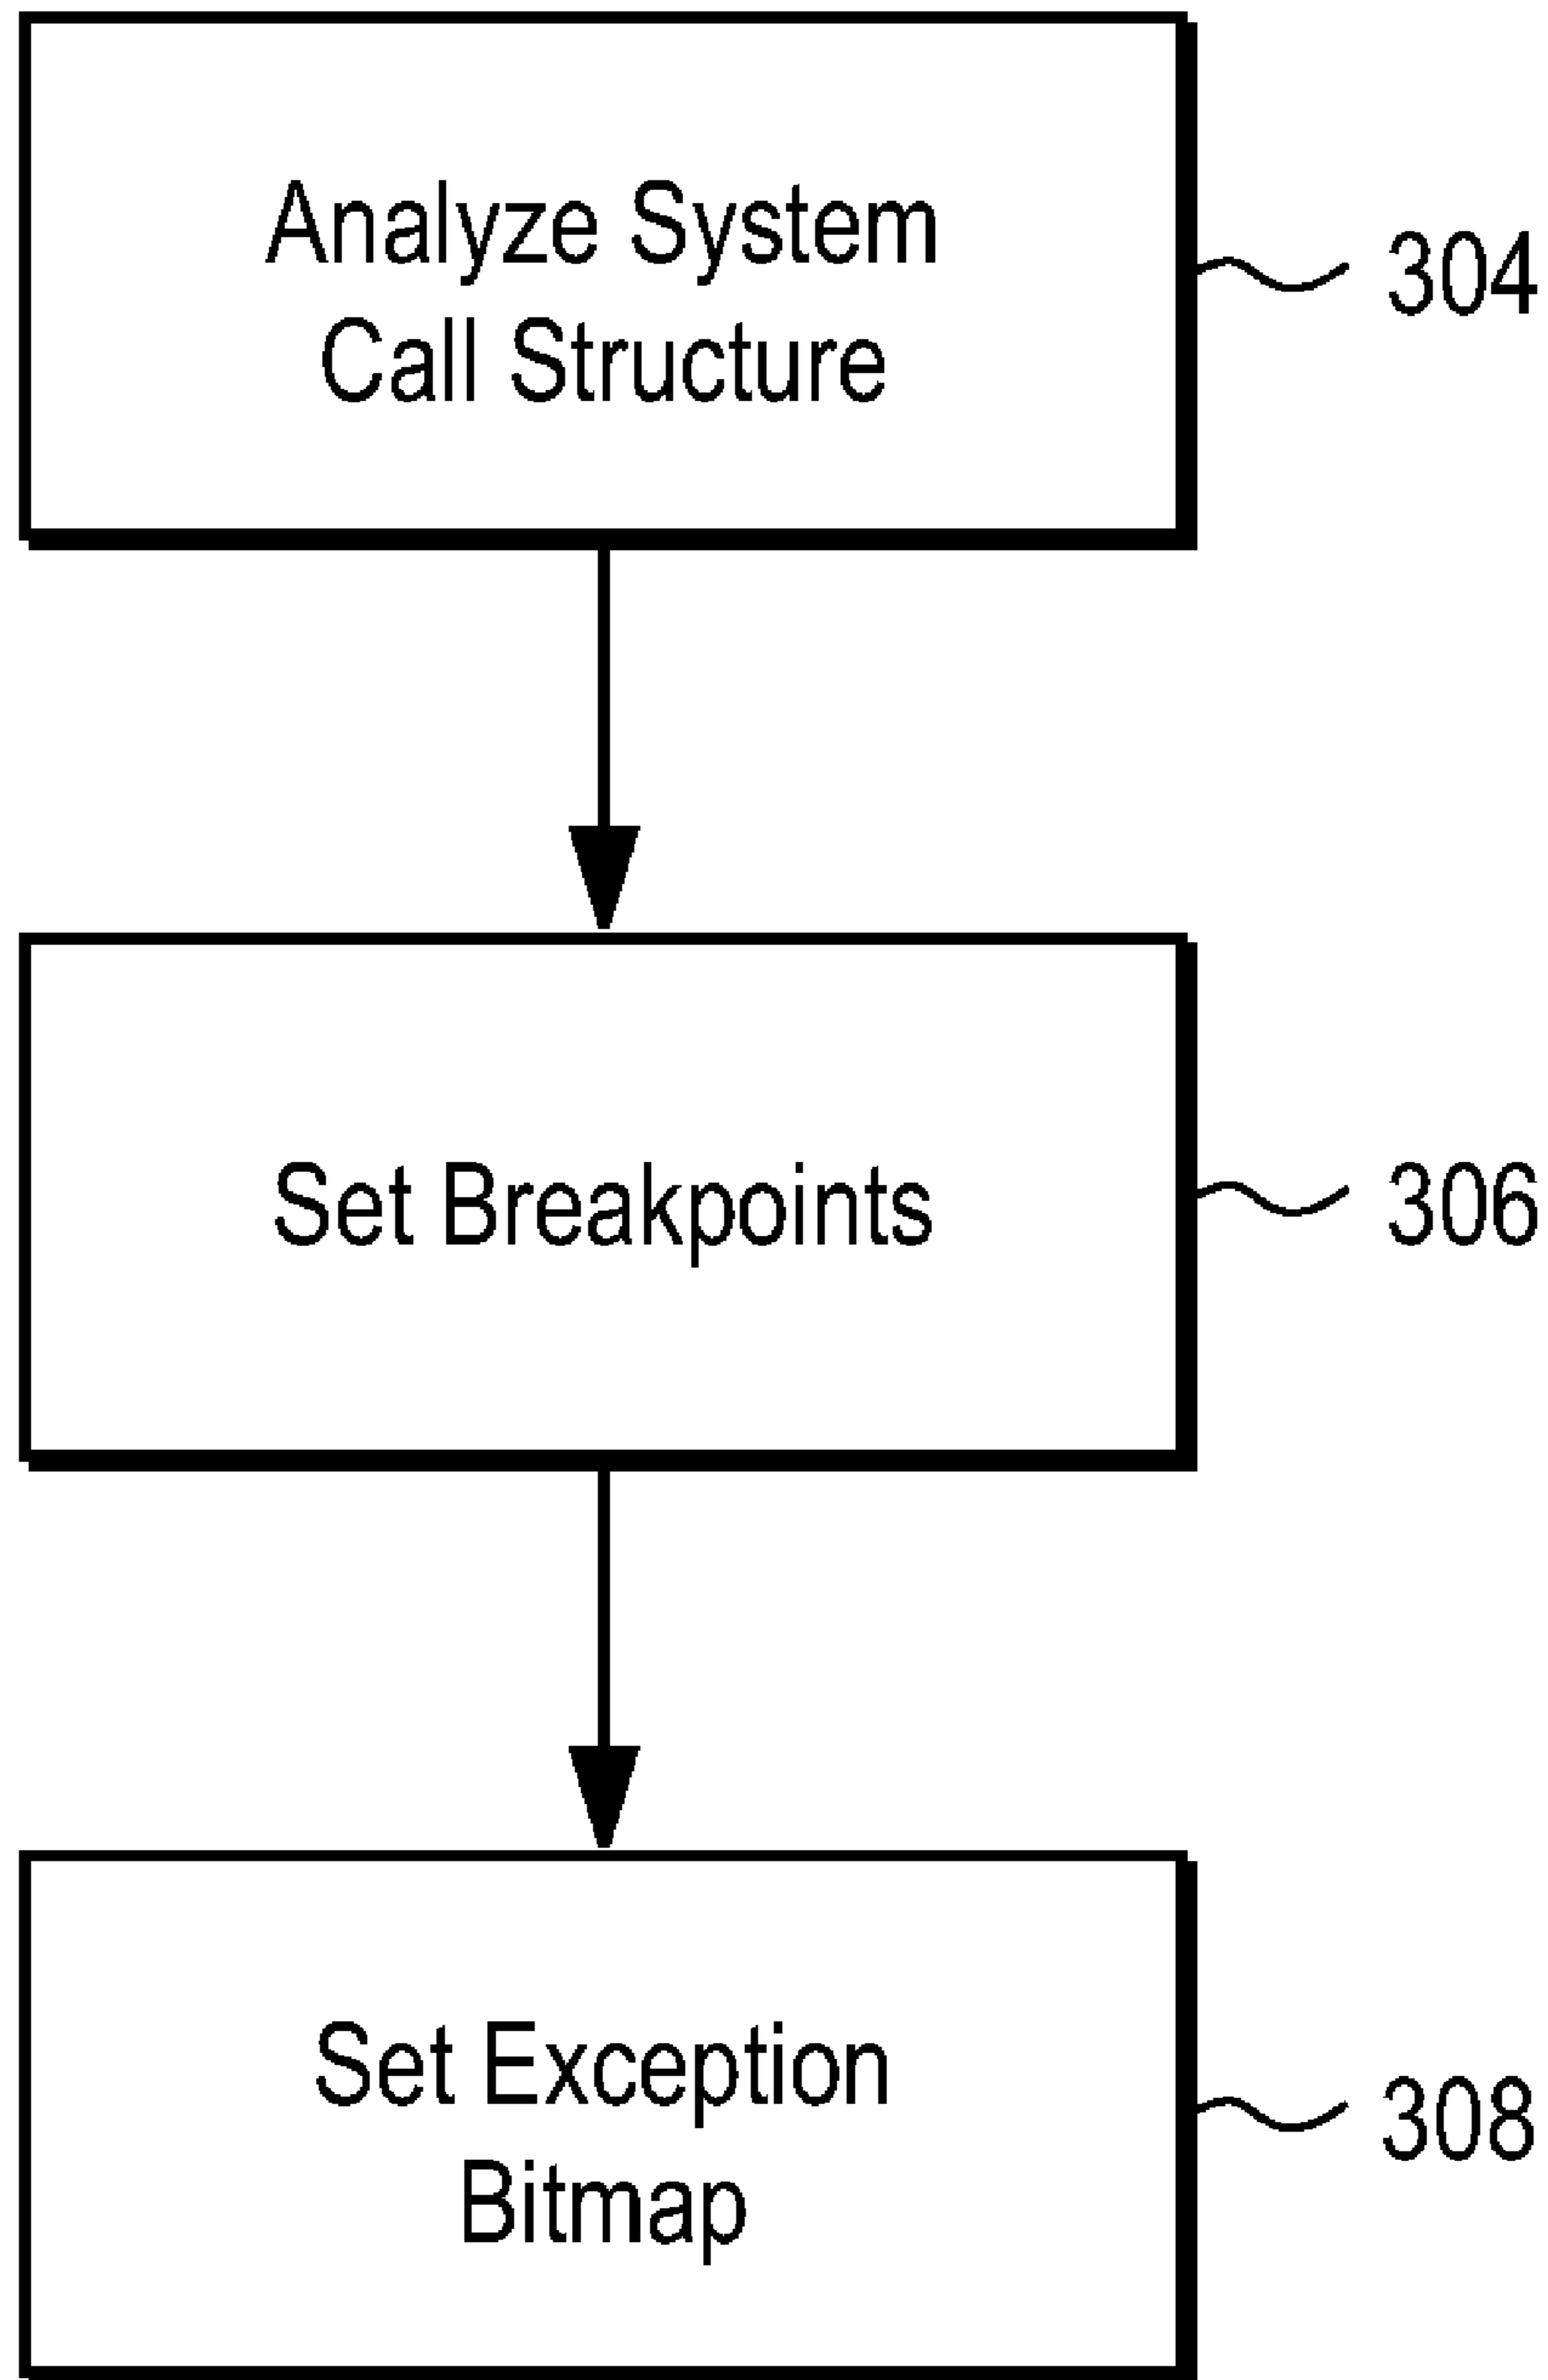 Analyze System
Call Structure
304
Set Breakpoints
306
Set Exception
Bitmap
308